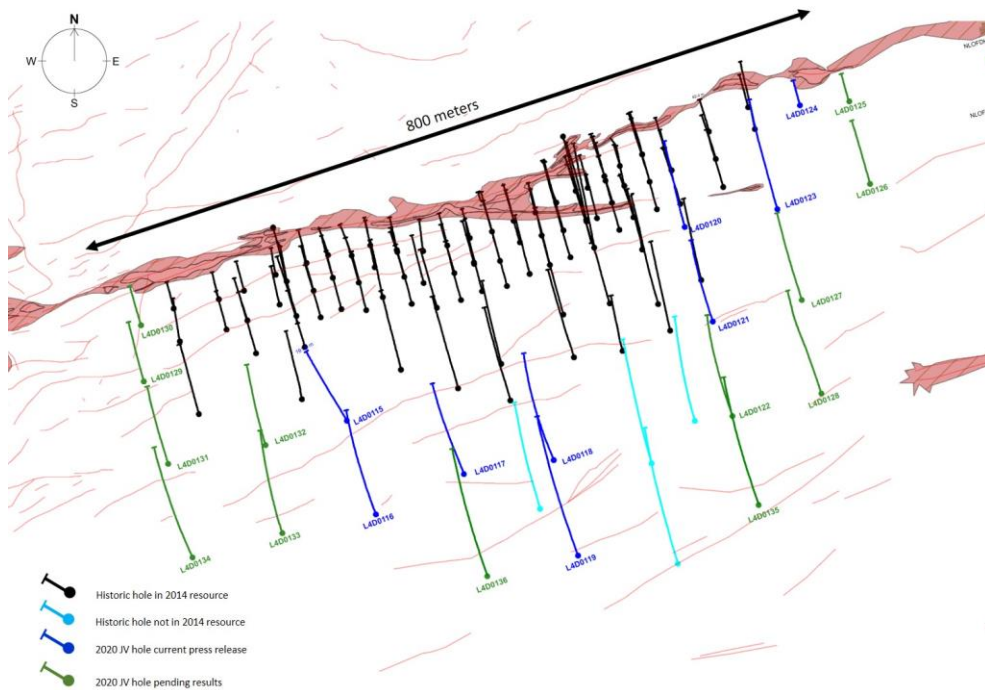 N
W
E
S
800 meters
NLOFD
L4D0124
L4D0125
L4D0126
L4D0123
L4D0120
L4D0127
L4D0121
L4D0130
L4D0129
L4D0128
L4D0115
L4D0122
L4D0132
L4D0131
L4D0118
L4D0117
L4D0116
L4D0135
L4D0133
L4D0134
L4D0119
L4D0136
Historic hole in 2014 resource
Historic hole not in 2014 resource
2020 JV hole current press release
2020 JV hole pending results